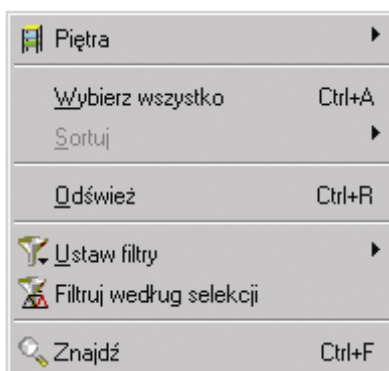 Piętra
Wybierz wszystko Ctrl+A
Sortuj
Odśwież Ctrl+R
Ustaw filtry
Filtruj według selekcji
Znajdź Ctrl+F